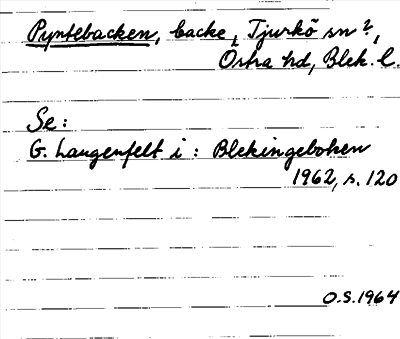 Pyntebacken, backe, Tjurkö sn?,
Östra hd, Blek. l.
Se:
G. Langenfelt i: Blekingeboken
1962, s. 120
O.S. 1964